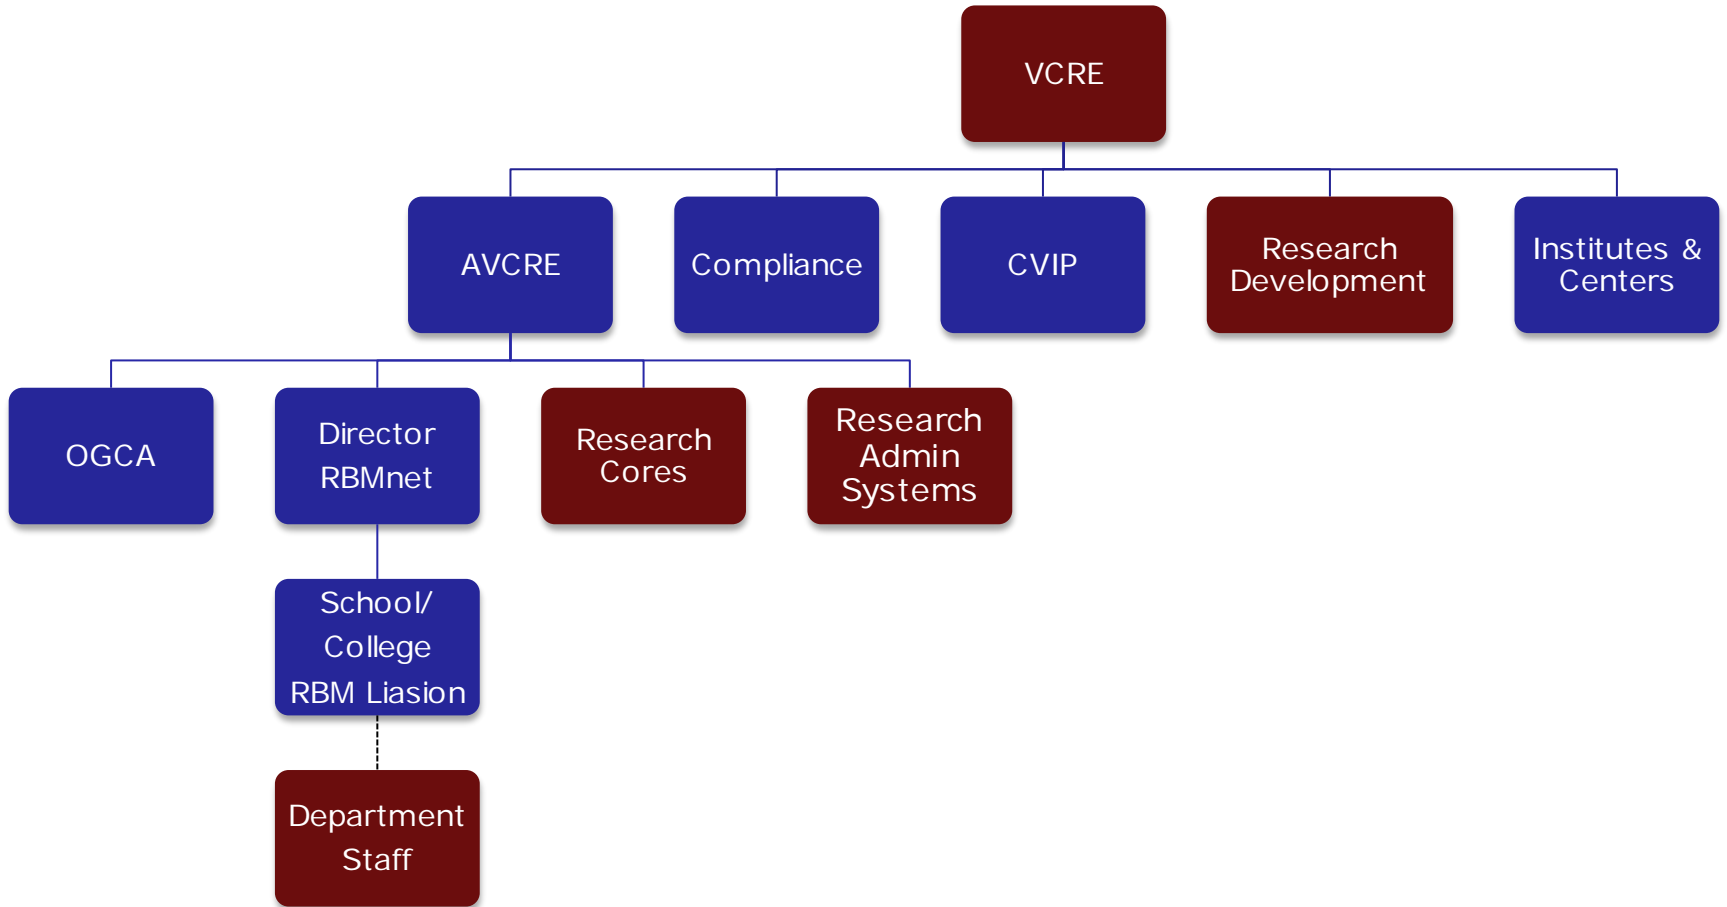 VCRE
AVCRE
Compliance
CVIP
Research
Development
Institutes &
Centers
OGCA
Director
RBMnet
Research
Cores
Research
Admin
Systems
School/
College
RBM Liasion
Department
Staff